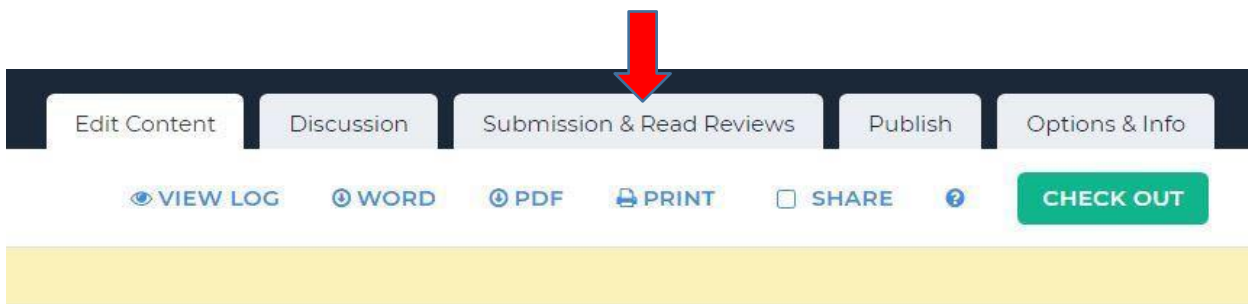 Edit Content Discussion Submission & Read Reviews Publish Options & Info
VIEW LOG WORD PDF PRINT SHARE CHECK OUT